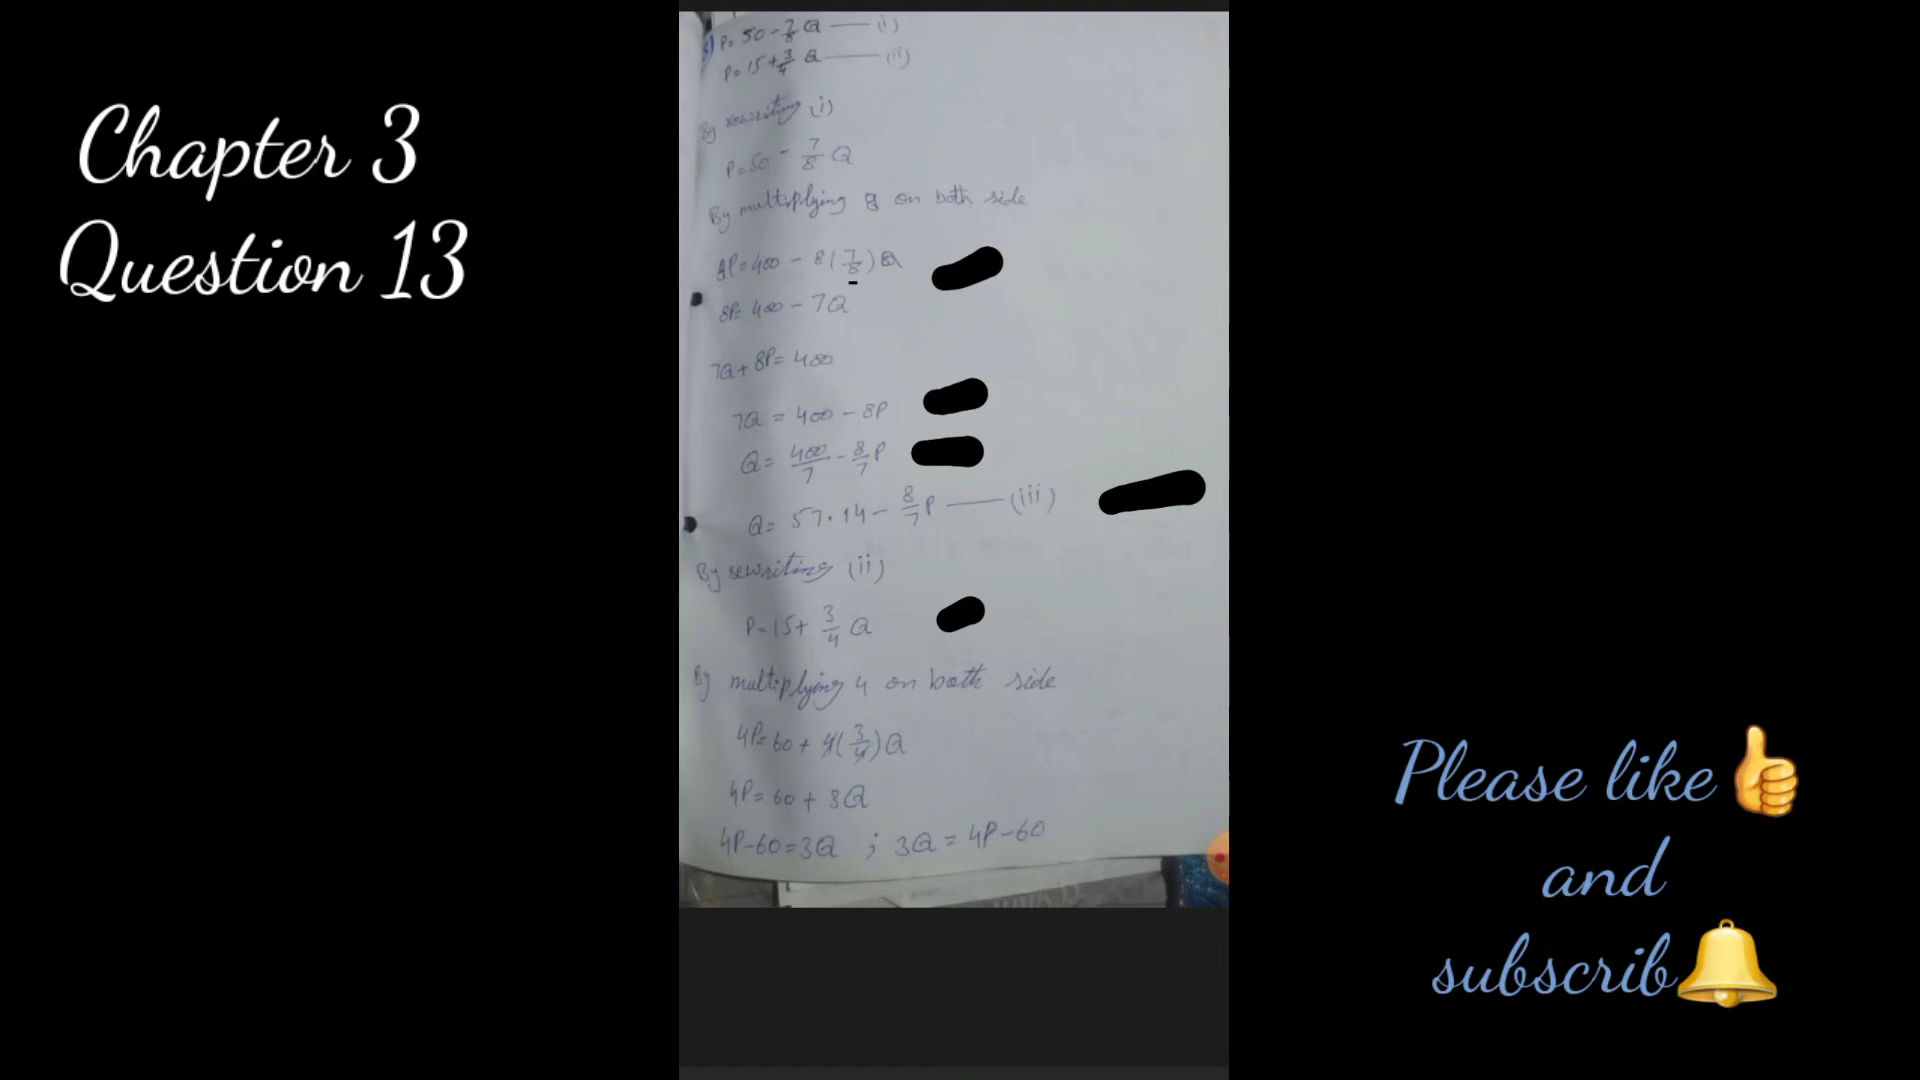 Chapter 3
Question 13
P= 50 - 7/8 Q —— (i)
P= 15 + 3/4 Q —— (ii)
By rewriting (i)
P= 50 - 7/8 Q
By multiplying 8 on both side
8P= 400 - 8(7/8)Q
8P= 400 - 7Q
7Q + 8P= 400
7Q = 400 - 8P
Q= 400/7 - 8/7 P
Q= 57.14 - 8/7 P —— (iii)
By rewriting (ii)
P= 15 + 3/4 Q
By multiplying 4 on both side
4P= 60 + 4(3/4)Q
4P= 60 + 3Q
4P-60=3Q ; 3Q = 4P-60
Please like👍
and
subscrib🔔